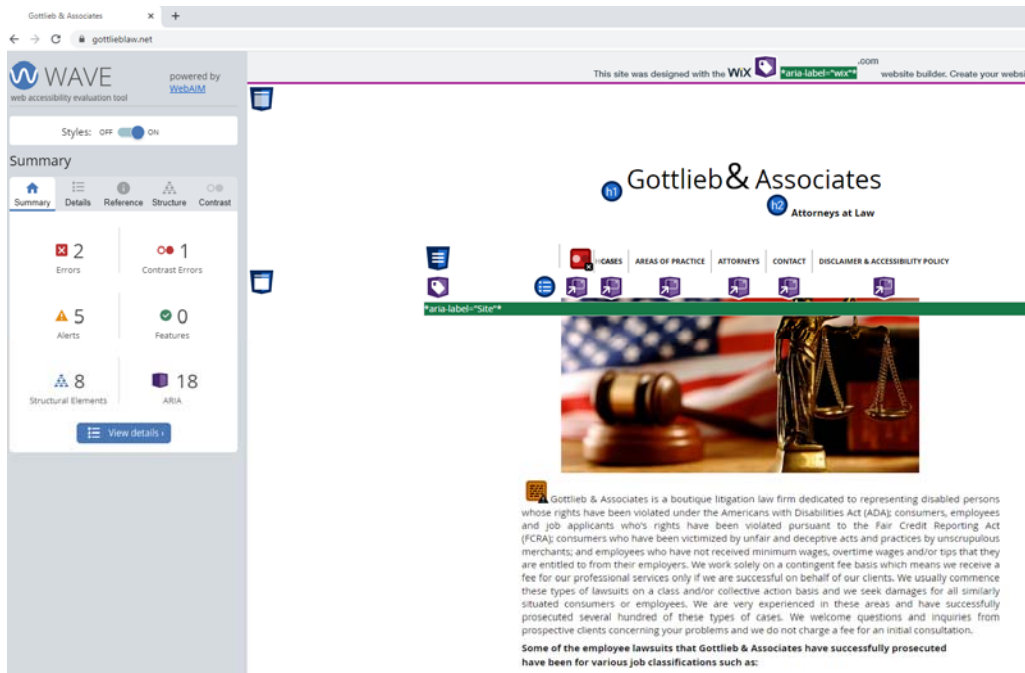 Gottlieb & Associates
gottlieblaw.net
WAVE
web accessibility evaluation tool
powered by
WebAIM
Styles: OFF ON
Summary
Summary Details Reference Structure Contrast
2
Errors
1
Contrast Errors
5
Alerts
0
Features
8
Structural Elements
18
ARIA
View details ›
This site was designed with the WiX *aria-label="wix"* .com website builder. Create your websi
h1 Gottlieb & Associates
h2 Attorneys at Law
CASES AREAS OF PRACTICE ATTORNEYS CONTACT DISCLAIMER & ACCESSIBILITY POLICY
*aria-label="Site"*
Gottlieb & Associates is a boutique litigation law firm dedicated to representing disabled persons
whose rights have been violated under the Americans with Disabilities Act (ADA); consumers, employees
and job applicants who's rights have been violated pursuant to the Fair Credit Reporting Act
(FCRA); consumers who have been victimized by unfair and deceptive acts and practices by unscrupulous
merchants; and employees who have not received minimum wages, overtime wages and/or tips that they
are entitled to from their employers. We work solely on a contingent fee basis which means we receive a
fee for our professional services only if we are successful on behalf of our clients. We usually commence
these types of lawsuits on a class and/or collective action basis and we seek damages for all similarly
situated consumers or employees. We are very experienced in these areas and have successfully
prosecuted several hundred of these types of cases. We welcome questions and inquiries from
prospective clients concerning your problems and we do not charge a fee for an initial consultation.
Some of the employee lawsuits that Gottlieb & Associates have successfully prosecuted
have been for various job classifications such as: